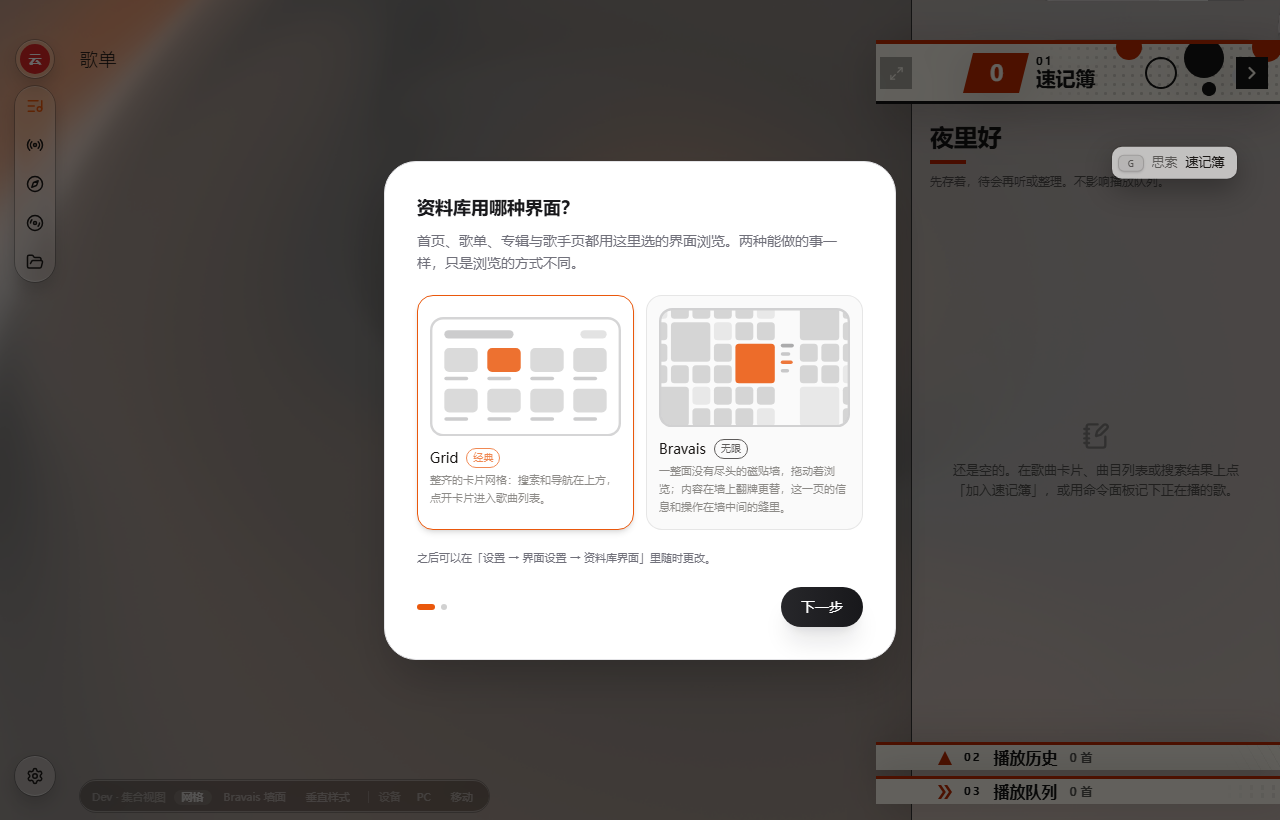 云
歌单
0
01
速记簿
夜里好
G 思索 速记簿
先存着，待会再听或整理。不影响播放队列。
资料库用哪种界面？
首页、歌单、专辑与歌手页都用这里选的界面浏览。两种能做的事一
样，只是浏览的方式不同。
Grid 经典
整齐的卡片网格：搜索和导航在上方，
点开卡片进入歌曲列表。
Bravais 无限
一整面没有尽头的磁贴墙，拖动着浏
览；内容在墙上翻牌更替，这一页的信
息和操作在墙中间的缝里。
之后可以在「设置 → 界面设置 → 资料库界面」里随时更改。
下一步
还是空的。在歌曲卡片、曲目列表或搜索结果上点
「加入速记簿」，或用命令面板记下正在播的歌。
02 播放历史 0 首
03 播放队列 0 首
Dev · 集合视图 网格 Bravais 墙面 垂直样式 设备 PC 移动